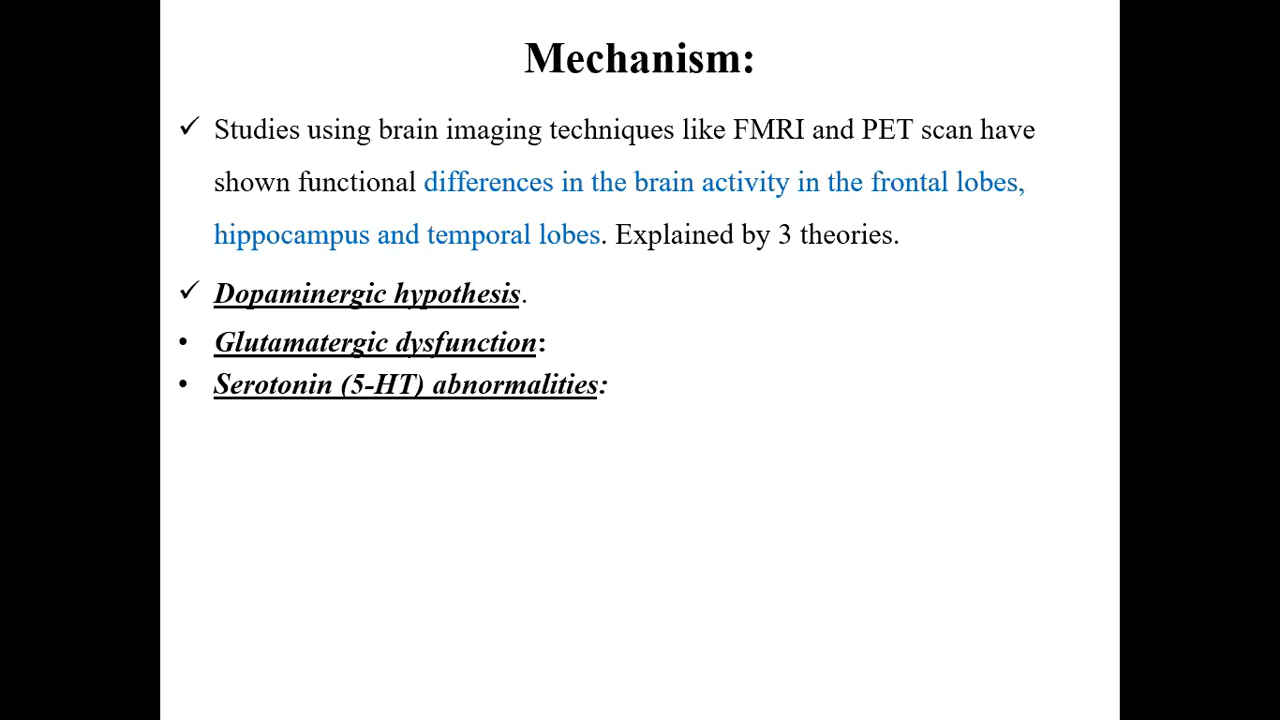 Mechanism:
✓ Studies using brain imaging techniques like FMRI and PET scan have
shown functional differences in the brain activity in the frontal lobes,
hippocampus and temporal lobes. Explained by 3 theories.
✓ Dopaminergic hypothesis.
• Glutamatergic dysfunction:
• Serotonin (5-HT) abnormalities: